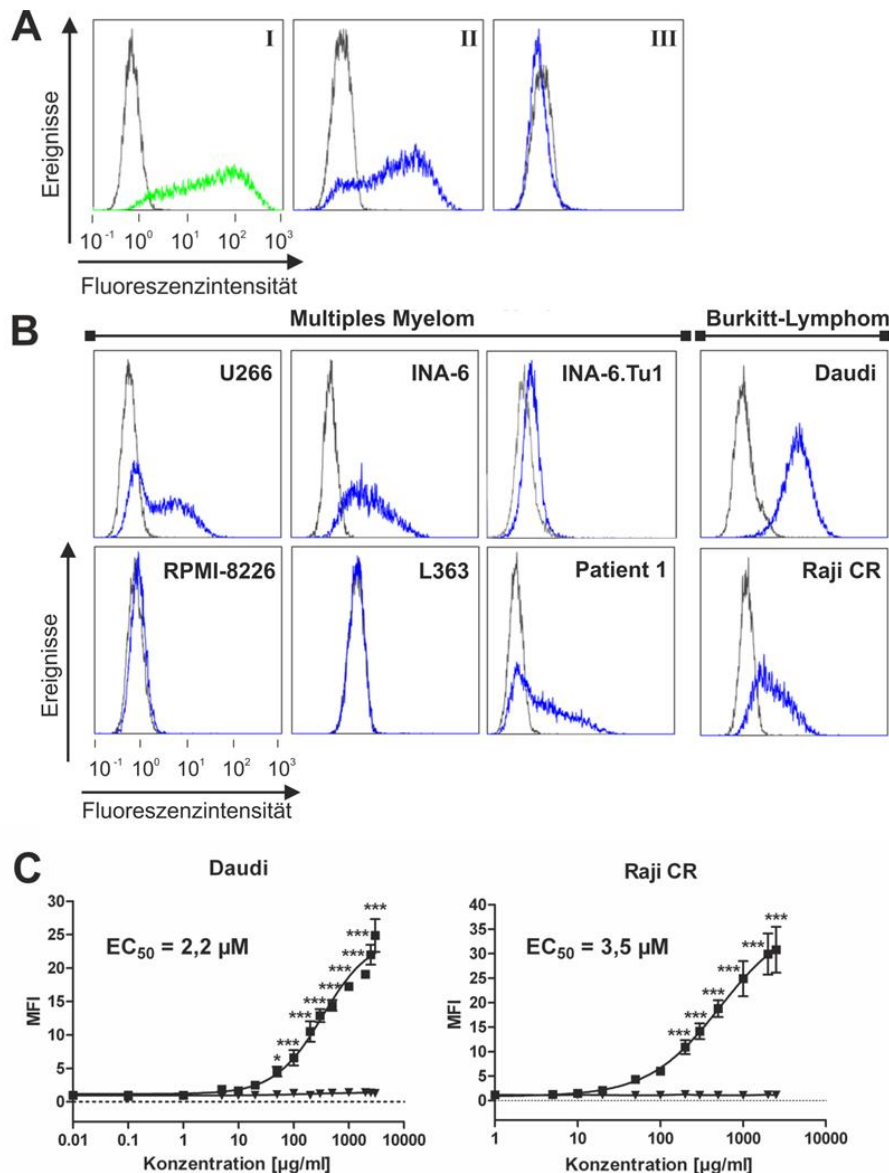 A
I
II
III
Ereignisse
10-1 100 101 102 103
Fluoreszenzintensität
B
Multiples Myelom
Burkitt-Lymphom
U266
INA-6
INA-6.Tu1
Daudi
RPMI-8226
L363
Patient 1
Raji CR
Ereignisse
10-1 100 101 102 103
Fluoreszenzintensität
C
Daudi
EC50 = 2,2 µM
MFI
30
25
20
15
10
5
0
* *** *** *** *** *** *** *** ***
0.01 0.1 1 10 100 1000 10000
Konzentration [µg/ml]
Raji CR
EC50 = 3,5 µM
MFI
40
35
30
25
20
15
10
5
0
*** *** *** *** *** ***
1 10 100 1000 10000
Konzentration [µg/ml]